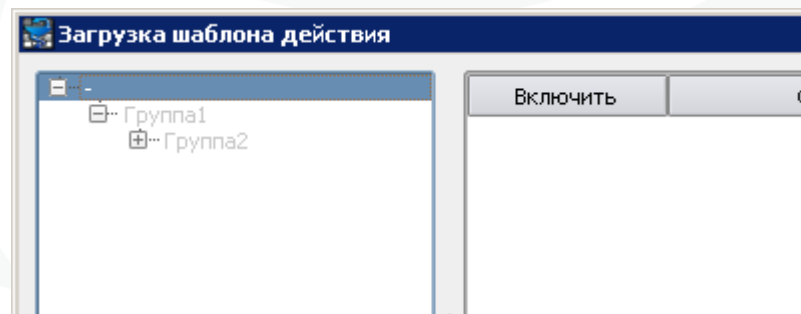 Загрузка шаблона действия
-
Включить
Группа1
Группа2